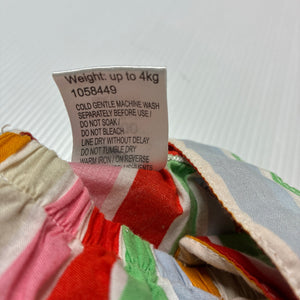 Weight: up to 4kg
1058449
COLD GENTLE MACHINE WASH
SEPARATELY BEFORE USE /
DO NOT SOAK /
DO NOT BLEACH
LINE DRY WITHOUT DELAY
DO NOT TUMBLE DRY
WARM IRON / ON REVERSE